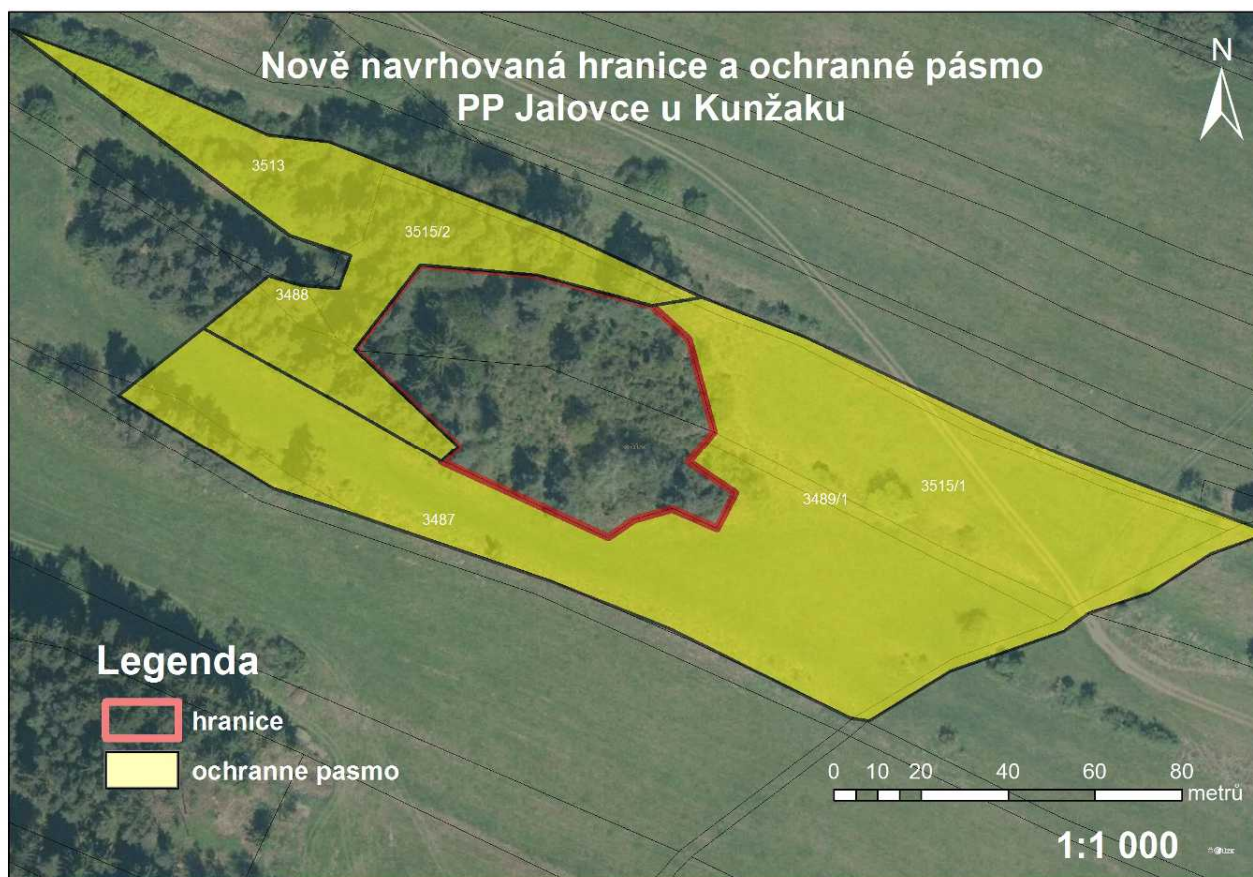 Nově navrhovaná hranice a ochranné pásmo
PP Jalovce u Kunžaku
N
3513
3515/2
3488
3489/1
3515/1
3487
Legenda
hranice
ochranne pasmo
0 10 20 40 60 80
metrů
1:1 000